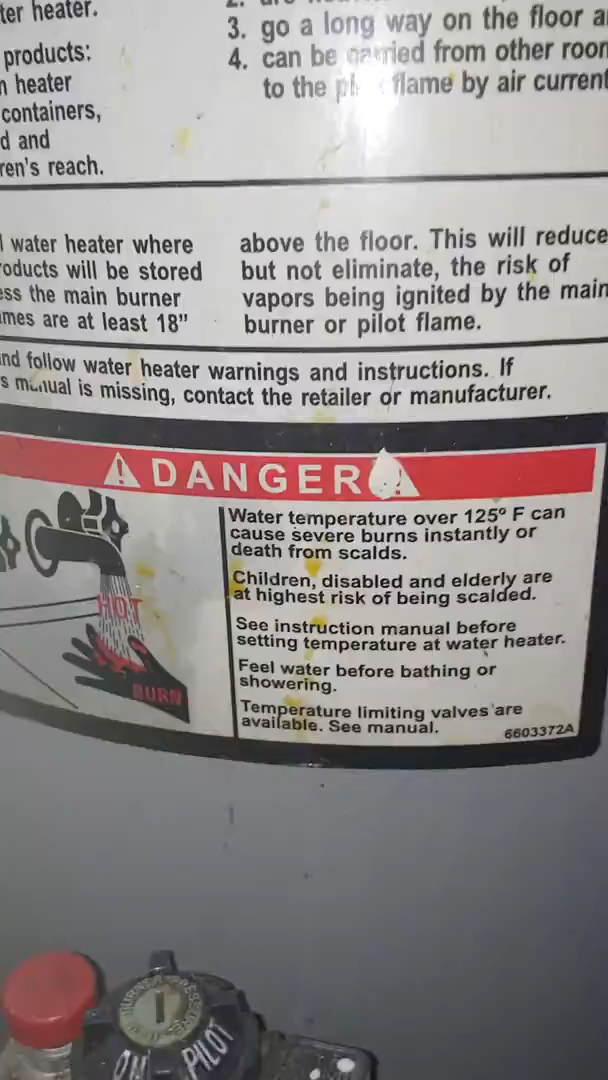 ter heater.
products:
heater
containers,
d and
ren's reach.
3. go a long way on the floor
4. can be carried from other
to the flame by air current
water heater where
roducts will be stored
ess the main burner
mes are at least 18"
above the floor. This will reduce
but not eliminate, the risk of
vapors being ignited by the main
burner or pilot flame.
nd follow water heater warnings and instructions. If
manual is missing, contact the retailer or manufacturer.
DANGER
HOT
BURN
Water temperature over 125º F can
cause severe burns instantly or
death from scalds.
Children, disabled and elderly are
at highest risk of being scalded.
See instruction manual before
setting temperature at water heater.
Feel water before bathing or
showering.
Temperature limiting valves are
available. See manual.
6603372A
ON PILOT